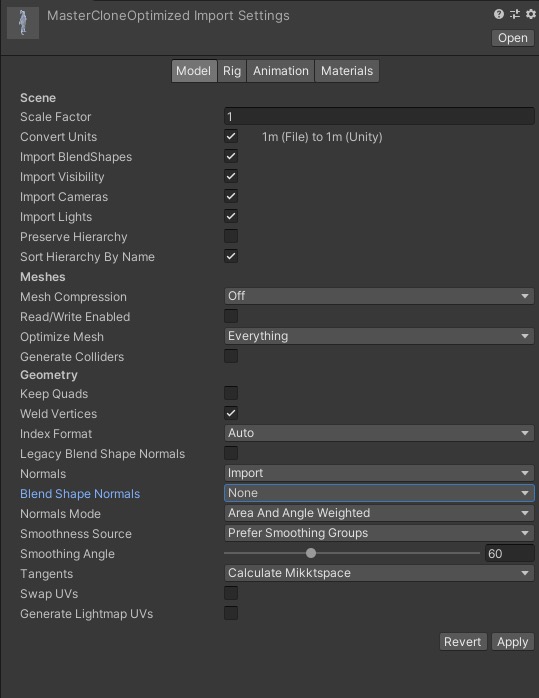 MasterCloneOptimized Import Settings
Open
Model Rig Animation Materials
Scene
Scale Factor 1
Convert Units 1m (File) to 1m (Unity)
Import BlendShapes
Import Visibility
Import Cameras
Import Lights
Preserve Hierarchy
Sort Hierarchy By Name
Meshes
Mesh Compression Off
Read/Write Enabled
Optimize Mesh Everything
Generate Colliders
Geometry
Keep Quads
Weld Vertices
Index Format Auto
Legacy Blend Shape Normals
Normals Import
Blend Shape Normals None
Normals Mode Area And Angle Weighted
Smoothness Source Prefer Smoothing Groups
Smoothing Angle 60
Tangents Calculate Mikktspace
Swap UVs
Generate Lightmap UVs
Revert Apply